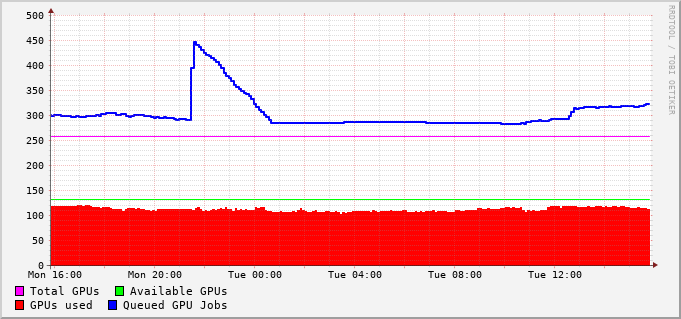 500
450
400
350
300
250
200
150
100
50
0
Mon 16:00 Mon 20:00 Tue 00:00 Tue 04:00 Tue 08:00 Tue 12:00
Total GPUs Available GPUs
GPUs used Queued GPU Jobs
RRDTOOL / TOBI OETIKER